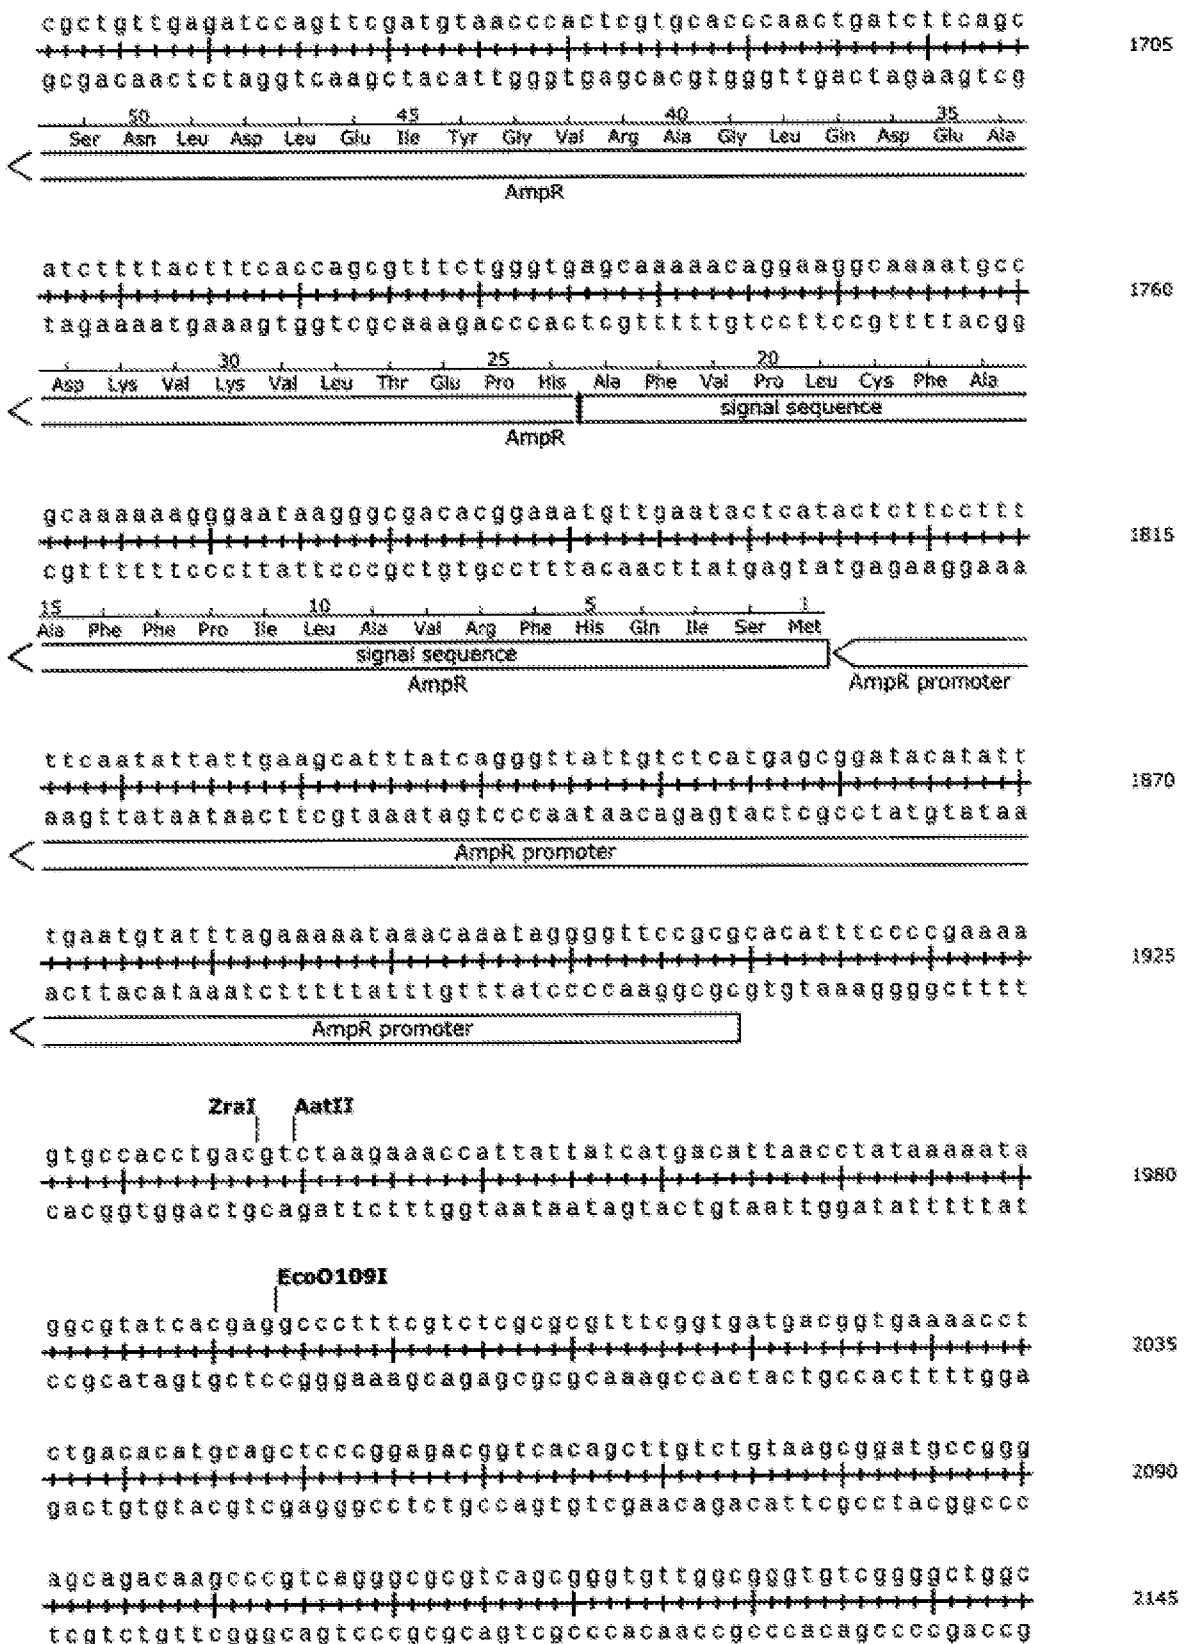 cgctgttgagatccagttcgatgtaacccactcgtgcacccaactgatcttcagc 1705
gcgacaactctaggtcaagctacattgggtgagcacgtgggttgactagaagtcg
50 45 40 35
Ser Asn Leu Asp Leu Glu Ile Tyr Gly Val Arg Ala Gly Leu Gln Asp Glu Ala
AmpR
atcttttactttcaccagcgtttctgggtgagcaaaaacaggaaggcaaaatgcc 1760
tagaaaatgaaagtggtcgcaaagacccactcgtttttgtccttccgttttacgg
30 25 20
Asp Lys Val Lys Val Leu Thr Glu Pro His Ala Phe Val Pro Leu Cys Phe Ala
signal sequence
AmpR
gcaaaaaagggaataagggcgacacggaaatgttgaatactcatactcttccttt 1815
cgttttttcccttattcccgctgtgcctttacaacttatgagtatgagaaggaaa
15 10 5 1
Ala Phe Phe Pro Ile Leu Ala Val Arg Phe His Gln Ile Ser Met
signal sequence
AmpR AmpR promoter
ttcaatattattgaagcatttatcagggttattgtctcatgagcggatacatatt 1870
aagttataataacttcgtaaatagtcccaataacagagtactcgcctatgtataa
AmpR promoter
tgaatgtatttagaaaaataaacaaataggggttccgcgcacatttccccgaaaa 1925
acttacataaatctttttatttgtttatccccaaggcgcgtgtaaaggggctttt
AmpR promoter
ZraI AatII
gtgccacctgacgtctaagaaaccattattatcatgacattaacctataaaaata 1980
cacggtggactgcagattctttggtaataatagtactgtaattggatatttttat
EcoO109I
ggcgtatcacgaggccctttcgtctcgcgcgtttcggtgatgacggtgaaaacct 2035
ccgcatagtgctccgggaaagcagagcgcgcaaagccactactgccacttttgga
ctgacacatgcagctcccggagacggtcacagcttgtctgtaagcggatgccggg 2090
gactgtgtacgtcgagggcctctgccagtgtcgaacagacattcgcctacggccc
agcagacaagcccgtcagggcgcgtcagcgggtgttggcgggtgtcggggctggc 2145
tcgtctgttcgggcagtcccgcgcagtcgcccacaaccgcccacagccccgaccg